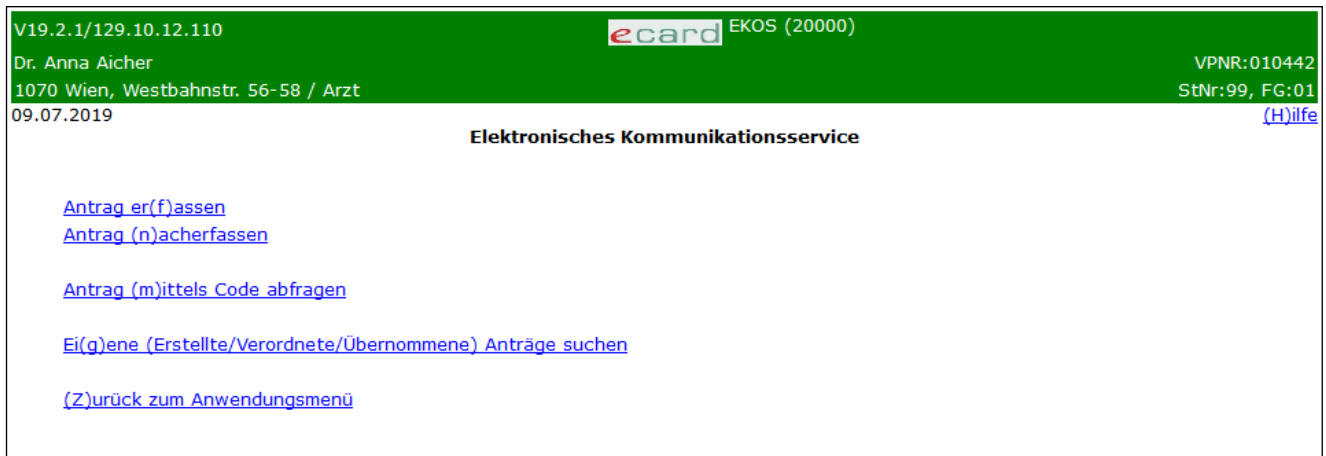 V19.2.1/129.10.12.110 ecard EKOS (20000)
Dr. Anna Aicher VPNR:010442
1070 Wien, Westbahnstr. 56-58 / Arzt StNr:99, FG:01
09.07.2019 (H)ilfe
Elektronisches Kommunikationsservice
Antrag er(f)assen
Antrag (n)acherfassen
Antrag (m)ittels Code abfragen
Ei(g)ene (Erstellte/Verordnete/Übernommene) Anträge suchen
(Z)urück zum Anwendungsmenü